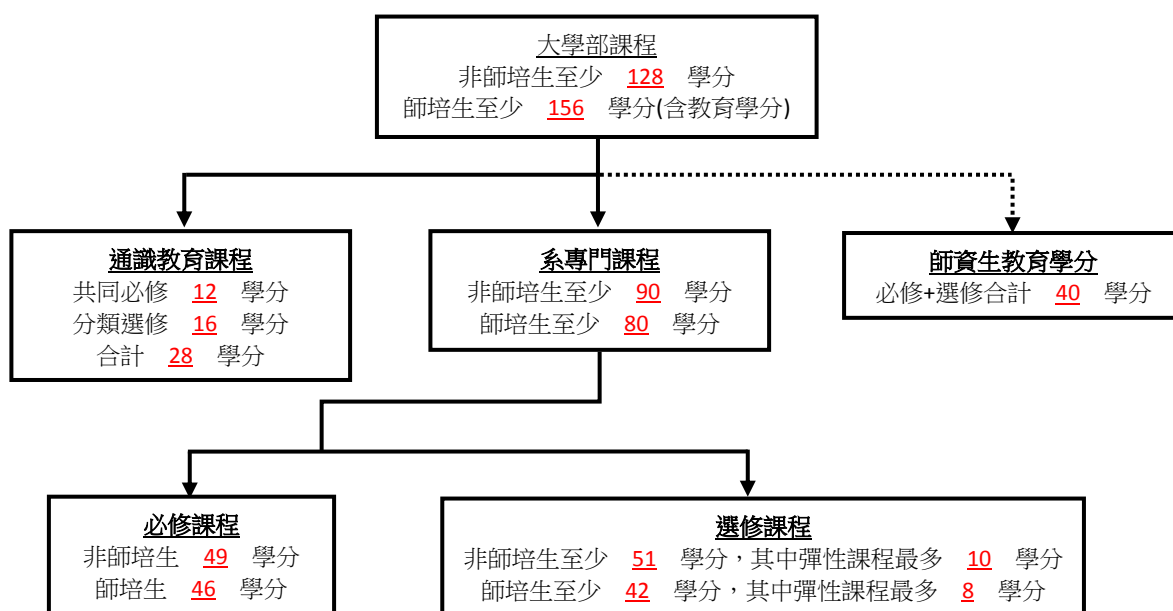 大學部課程
非師培生至少 128 學分
師培生至少 156 學分(含教育學分)
通識教育課程
共同必修 12 學分
分類選修 16 學分
合計 28 學分
系專門課程
非師培生至少 90 學分
師培生至少 80 學分
師資生教育學分
必修+選修合計 40 學分
必修課程
非師培生 49 學分
師培生 46 學分
選修課程
非師培生至少 51 學分，其中彈性課程最多 10 學分
師培生至少 42 學分，其中彈性課程最多 8 學分